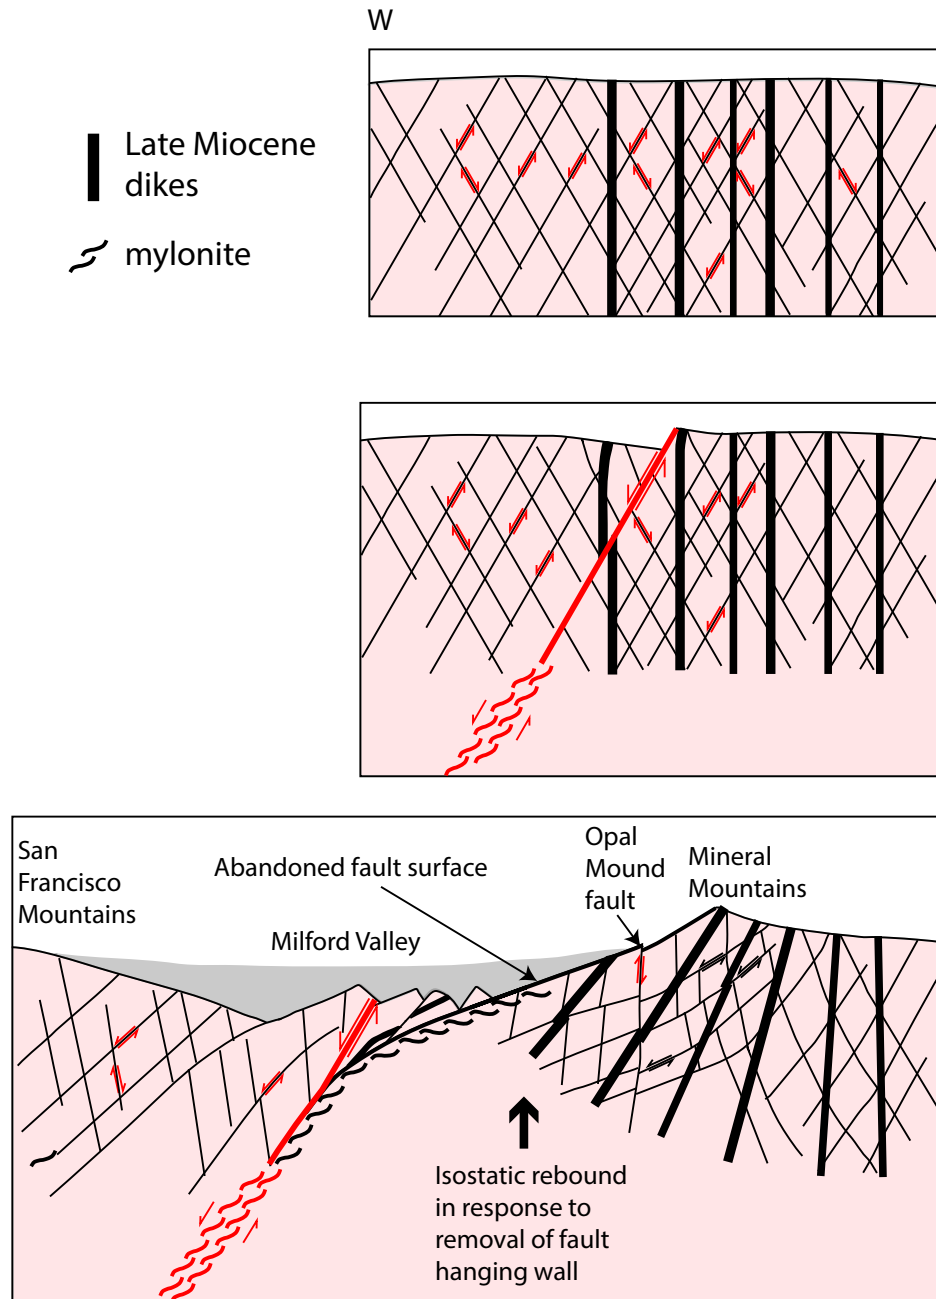 W
Late Miocene
dikes
mylonite
San
Francisco
Mountains
Abandoned fault surface
Milford Valley
Opal
Mound
fault
Mineral
Mountains
Isostatic rebound
in response to
removal of fault
hanging wall